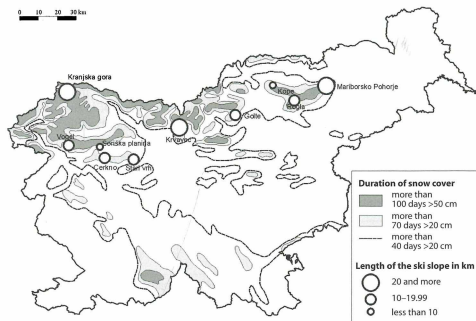 0 10 20 30 km
Kranjska gora
Kope
Mariborsko Pohorje
Rogla
Golte
Krvavec
Vogel
Soriška planina
Cerkno
Stari vrh
Duration of snow cover
more than
100 days >50 cm
more than
70 days >20 cm
more than
40 days >20 cm
Length of the ski slope in km
20 and more
10–19.99
less than 10